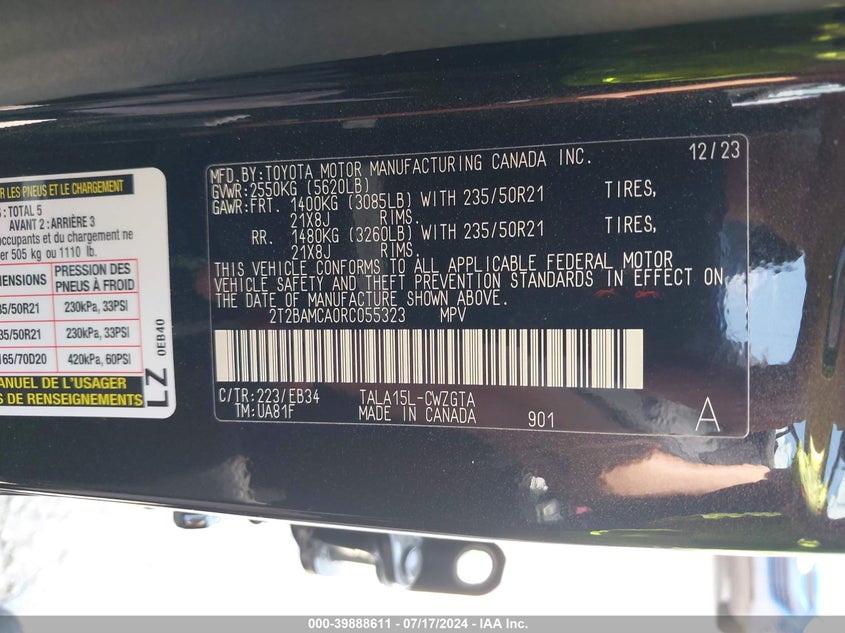 R LES PNEUS ET LE CHARGEMENT
: TOTAL 5
AVANT 2 : ARRIÈRE 3
occupants et du chargement ne
er 505 kg ou 1110 lb.
MENSIONS PRESSION DES PNEUS À FROID
35/50R21 230kPa, 33PSI
35/50R21 230kPa, 33PSI
165/70D20 420kPa, 60PSI
MANUEL DE L'USAGER
S DE RENSEIGNEMENTS
LZ 0EB40
MFD.BY:TOYOTA MOTOR MANUFACTURING CANADA INC. 12/23
GVWR:2550KG (5620LB)
GAWR:FRT. 1400KG (3085LB) WITH 235/50R21 TIRES,
21X8J RIMS.
RR. 1480KG (3260LB) WITH 235/50R21 TIRES,
21X8J RIMS.
THIS VEHICLE CONFORMS TO ALL APPLICABLE FEDERAL MOTOR
VEHICLE SAFETY AND THEFT PREVENTION STANDARDS IN EFFECT ON
THE DATE OF MANUFACTURE SHOWN ABOVE.
2T2BAMCA0RC055323 MPV
C/TR:223/EB34 TALA15L-CWZGTA
TM:UA81F MADE IN CANADA 901 A
000-39888611 - 07/17/2024 - IAA Inc.